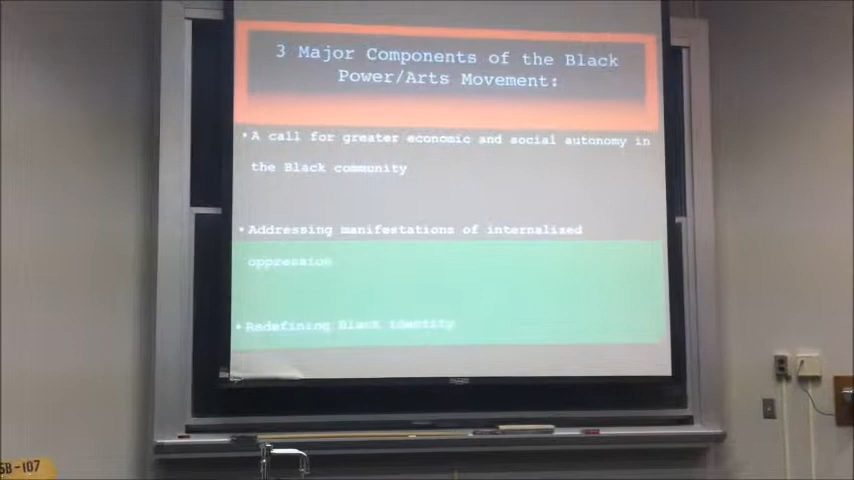 3 Major Components of the Black
Power/Arts Movement:
•A call for greater economic and social autonomy in
the Black community
•Addressing manifestations of internalized
oppression
•Redefining Black identity
SB-107